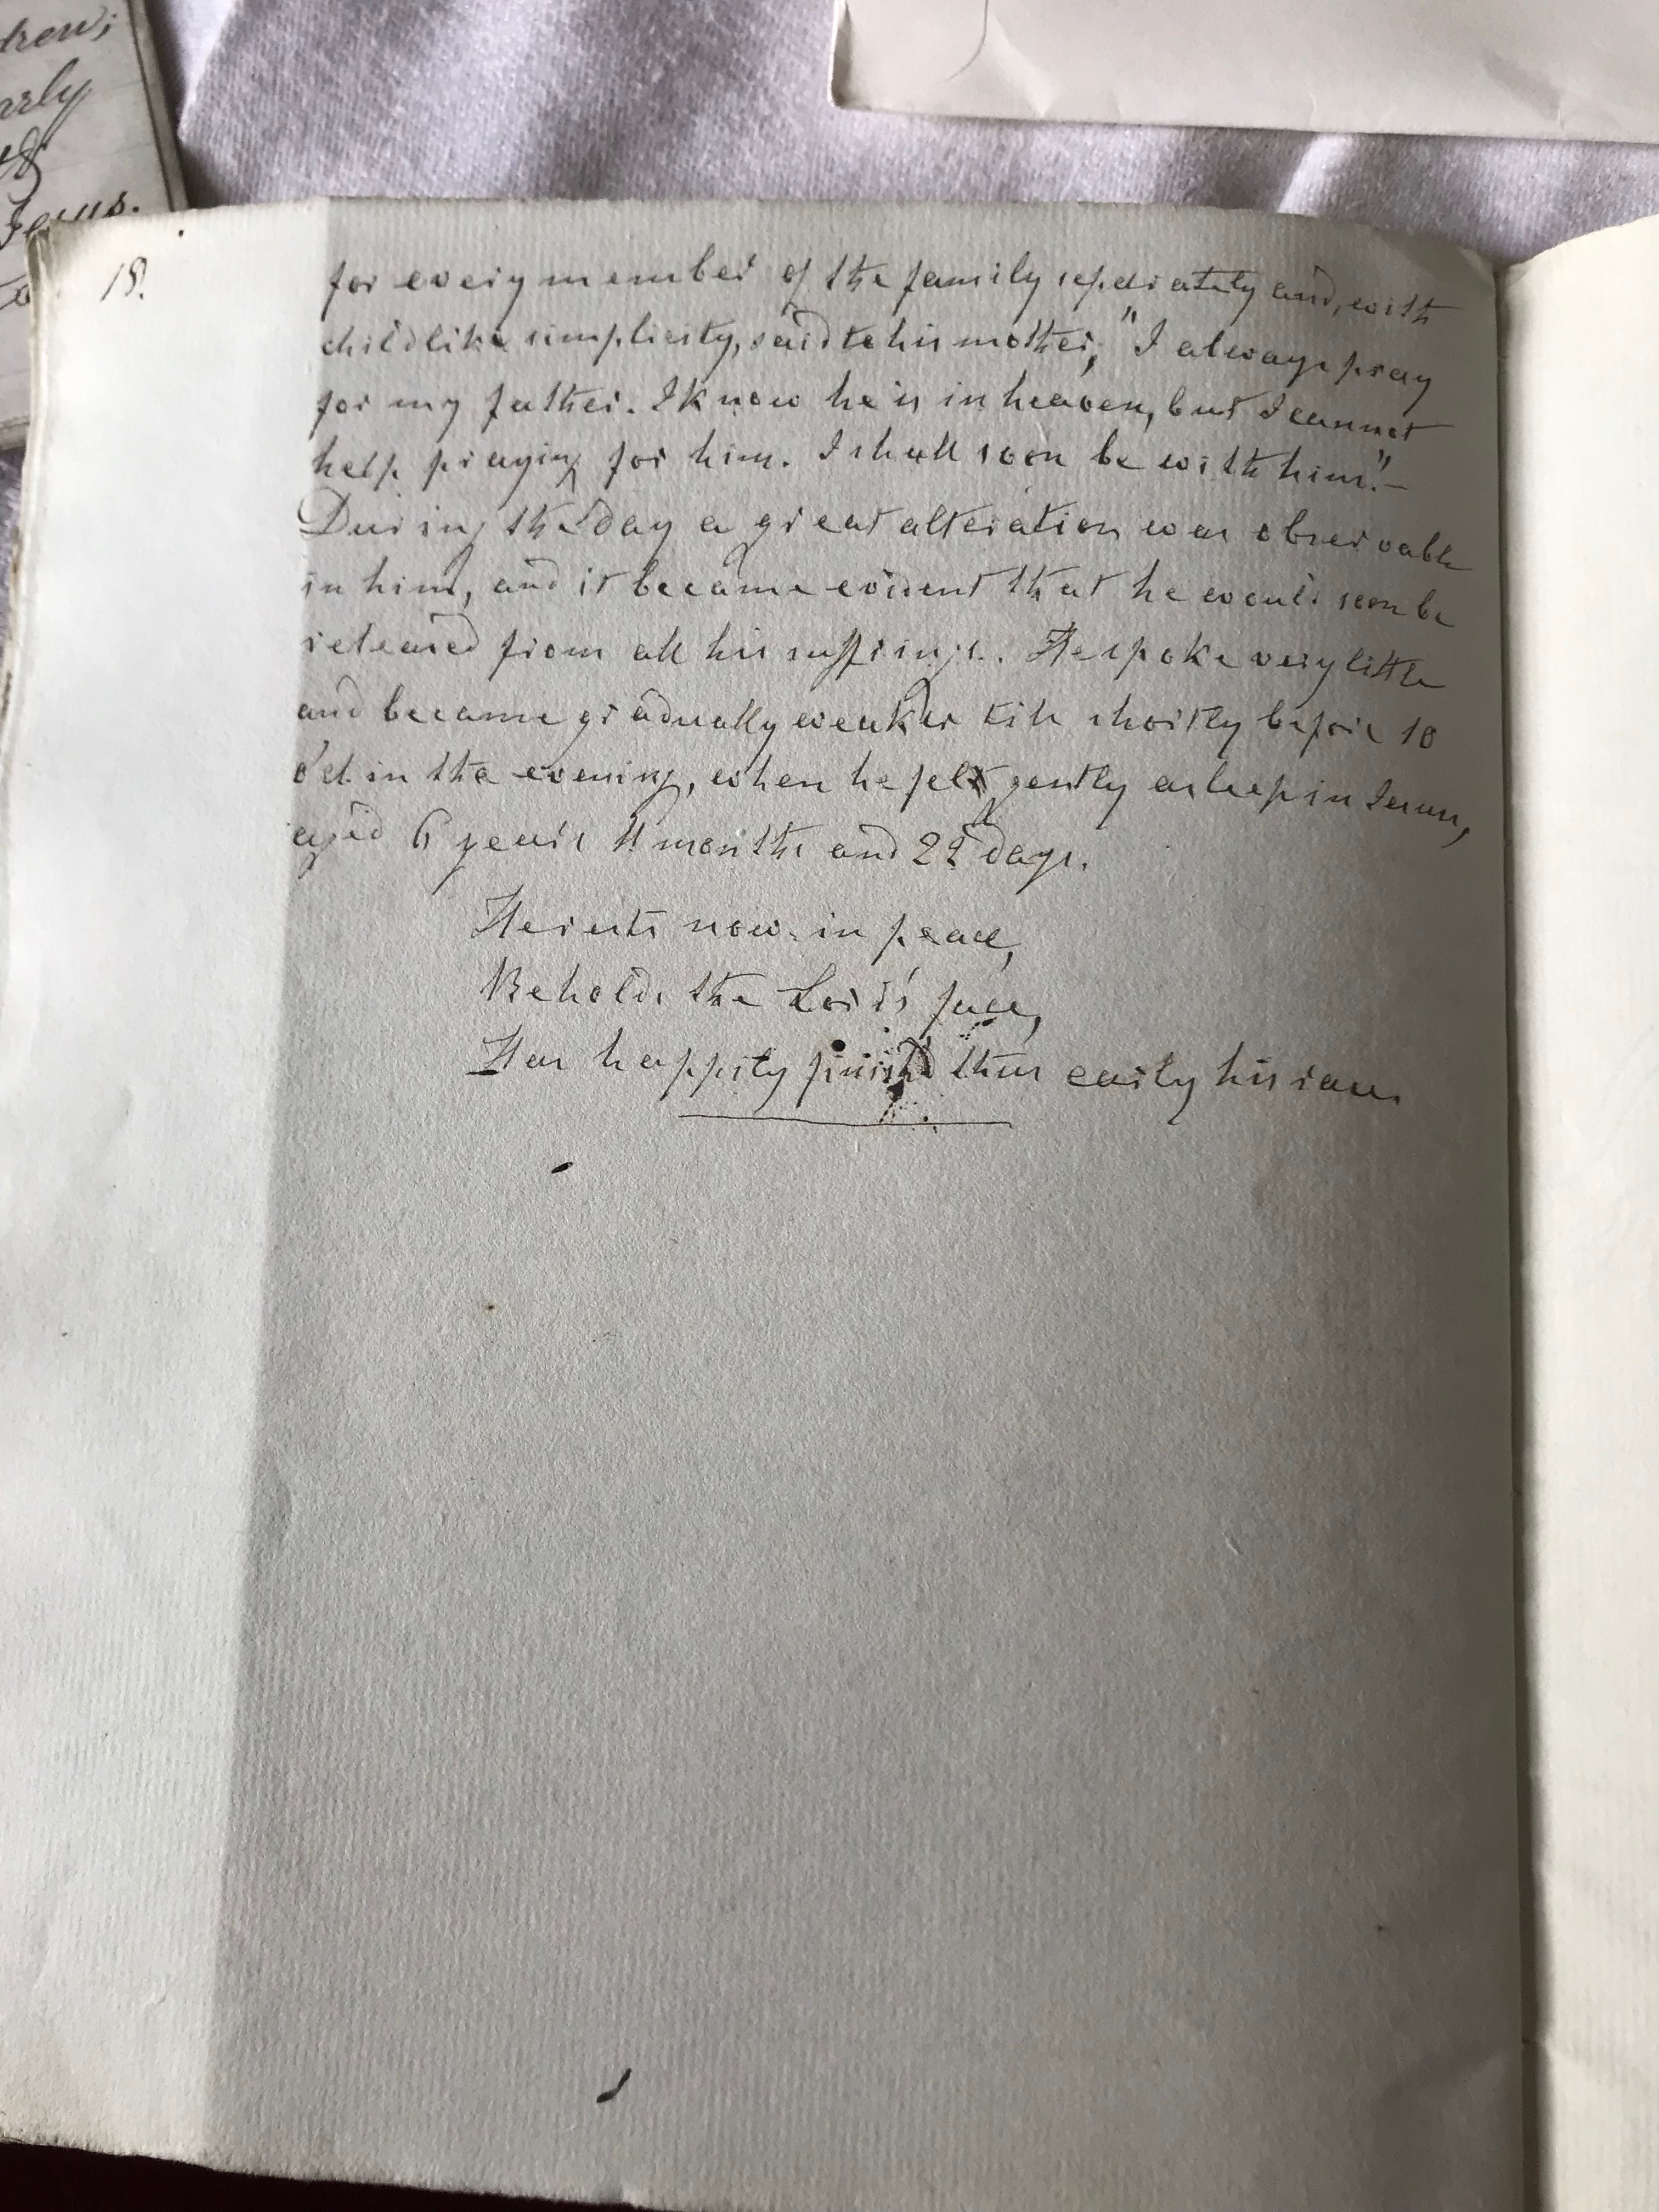 drew;
arly
Jesus.
18.
for every member of the family seperately and, with
childlike simplicity, said to his mother, "I always pray
for my father. I know he is in heaven, but I cannot
help praying for him. I shall soon be with him".—
During the day a great alteration was observable
in him, and it became evident that he would soon be
released from all his suffrings. He spoke very little
and became gradually weaker till shortly before 10
o'cl. in the evening, when he fell gently asleep in Jesus,
aged 6 years 11 months and 22 days.
He rests now in peace,
Beholds the Lord's face,
Has happily finish'd thus early his race.